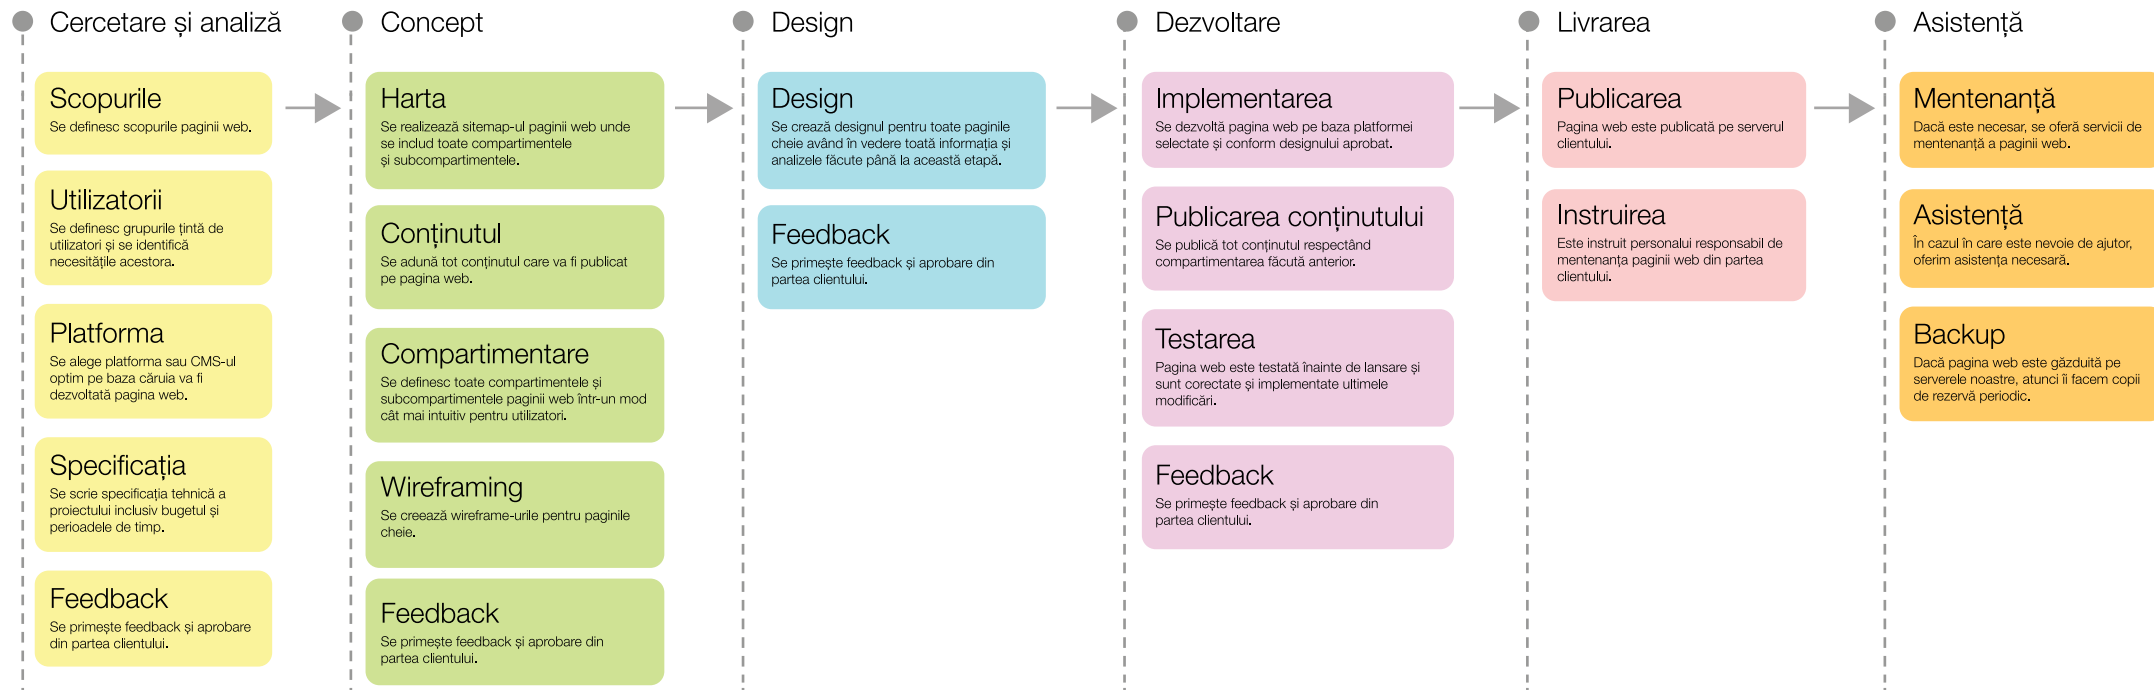 Cercetare și analiză
Scopurile
Se definesc scopurile paginii web.
Utilizatorii
Se definesc grupurile țintă de
utilizatori și se identifică
necesitățile acestora.
Platforma
Se alege platforma sau CMS-ul
optim pe baza căruia va fi
dezvoltată pagina web.
Specificația
Se scrie specificația tehnică a
proiectului inclusiv bugetul și
perioadele de timp.
Feedback
Se primește feedback și aprobare
din partea clientului.
Concept
Harta
Se realizează sitemap-ul paginii web unde
se includ toate compartimentele
și subcompartimentele.
Conținutul
Se adună tot conținutul care va fi publicat
pe pagina web.
Compartimentare
Se definesc toate compartimentele și
subcompartimentele paginii web într-un mod
cât mai intuitiv pentru utilizatori.
Wireframing
Se creează wireframe-urile pentru paginile
cheie.
Feedback
Se primește feedback și aprobare din
partea clientului.
Design
Design
Se crează designul pentru toate paginile
cheie având în vedere toată informația și
analizele făcute până la această etapă.
Feedback
Se primește feedback și aprobare din
partea clientului.
Dezvoltare
Implementarea
Se dezvoltă pagina web pe baza platformei
selectate și conform designului aprobat.
Publicarea conținutului
Se publică tot conținutul respectând
compartimentarea făcută anterior.
Testarea
Pagina web este testată înainte de lansare și
sunt corectate și implementate ultimele
modificări.
Feedback
Se primește feedback și aprobare din
partea clientului.
Livrarea
Publicarea
Pagina web este publicată pe serverul
clientului.
Instruirea
Este instruit personalui responsabil de
mentenanța paginii web din partea
clientului.
Asistență
Mentenanță
Dacă este necesar, se oferă servicii de
mentenanță a paginii web.
Asistență
În cazul în care este nevoie de ajutor,
oferim asistența necesară.
Backup
Dacă pagina web este găzduită pe
serverele noastre, atunci îi facem copii
de rezervă periodic.